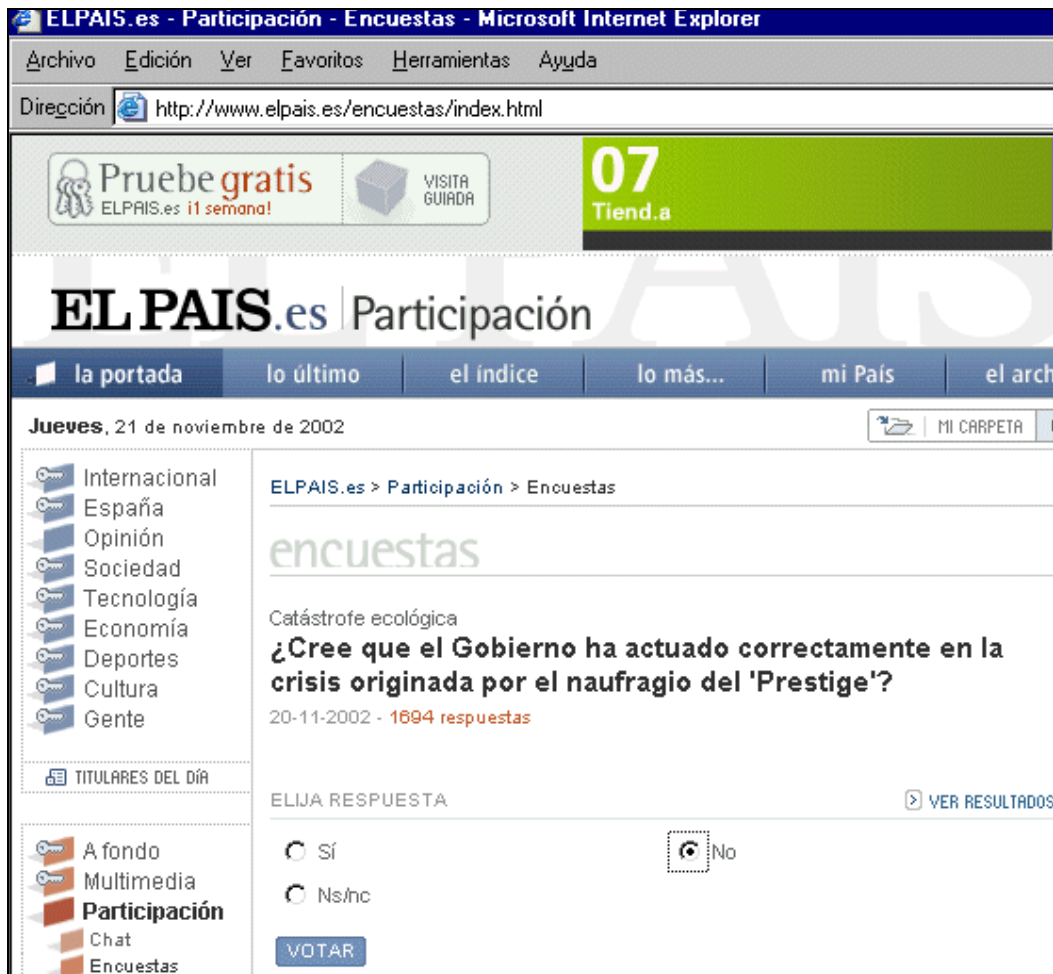 ELPAIS.es - Participación - Encuestas - Microsoft Internet Explorer
Archivo Edición Ver Favoritos Herramientas Ayuda
Dirección http://www.elpais.es/encuestas/index.html
Pruebe gratis
ELPAIS.es ¡1 semana!
VISITA
GUIADA
07
Tiend.a
EL PAIS
EL PAIS.es Participación
la portada lo último el índice lo más... mi País el arch
Jueves, 21 de noviembre de 2002
MI CARPETA
Internacional
España
Opinión
Sociedad
Tecnología
Economía
Deportes
Cultura
Gente
TITULARES DEL DÍA
A fondo
Multimedia
Participación
Chat
Encuestas
ELPAIS.es > Participación > Encuestas
encuestas
Catástrofe ecológica
¿Cree que el Gobierno ha actuado correctamente en la
crisis originada por el naufragio del 'Prestige'?
20-11-2002 - 1694 respuestas
ELIJA RESPUESTA
VER RESULTADOS
Sí No
Ns/nc
VOTAR